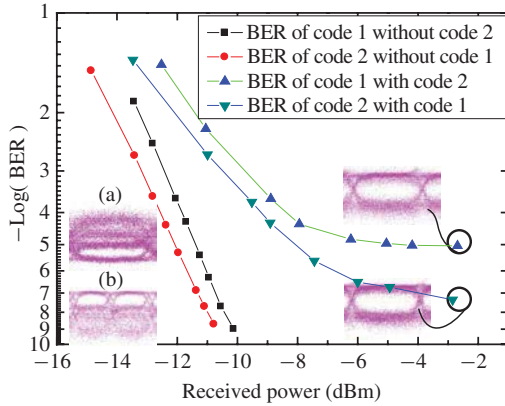 BER of code 1 without code 2
BER of code 2 without code 1
BER of code 1 with code 2
BER of code 2 with code 1
−Log( BER)
1
2
3
4
5
6
7
8
9
10
(a)
(b)
−16 −14 −12 −10 −8 −6 −4 −2
Received power (dBm)